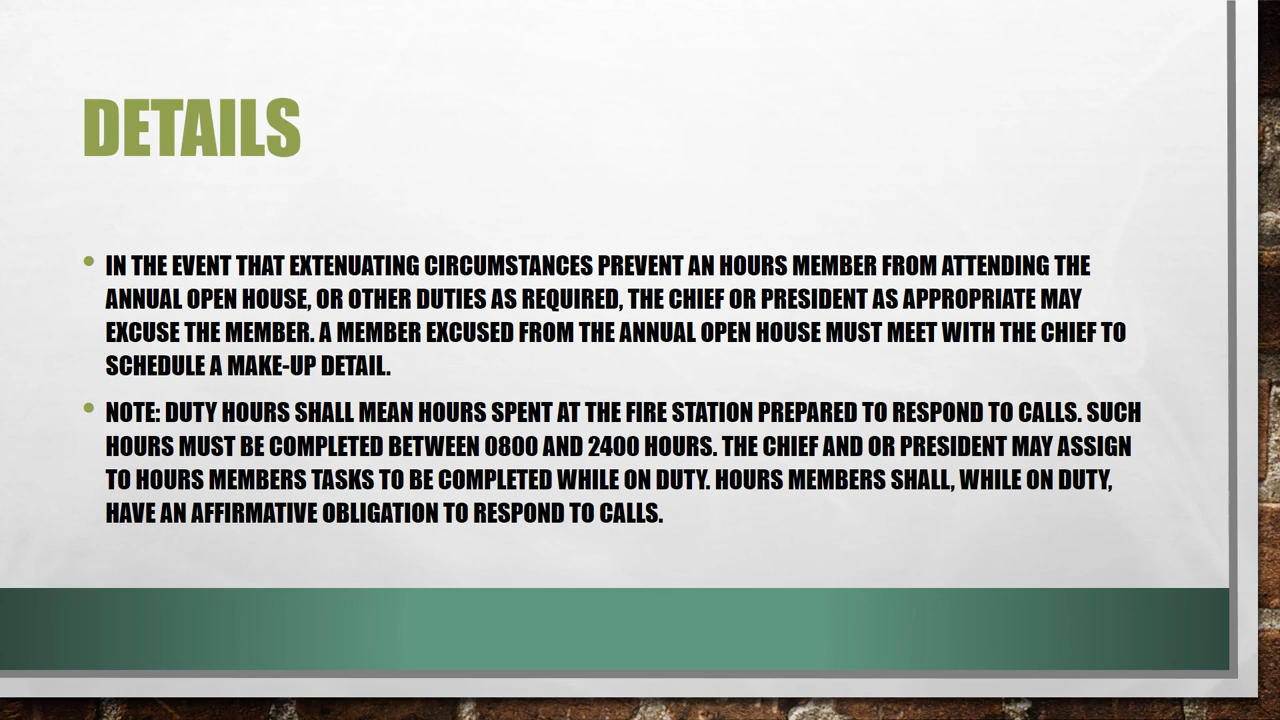 DETAILS
• IN THE EVENT THAT EXTENUATING CIRCUMSTANCES PREVENT AN HOURS MEMBER FROM ATTENDING THE
ANNUAL OPEN HOUSE, OR OTHER DUTIES AS REQUIRED, THE CHIEF OR PRESIDENT AS APPROPRIATE MAY
EXCUSE THE MEMBER. A MEMBER EXCUSED FROM THE ANNUAL OPEN HOUSE MUST MEET WITH THE CHIEF TO
SCHEDULE A MAKE-UP DETAIL.
• NOTE: DUTY HOURS SHALL MEAN HOURS SPENT AT THE FIRE STATION PREPARED TO RESPOND TO CALLS. SUCH
HOURS MUST BE COMPLETED BETWEEN 0800 AND 2400 HOURS. THE CHIEF AND OR PRESIDENT MAY ASSIGN
TO HOURS MEMBERS TASKS TO BE COMPLETED WHILE ON DUTY. HOURS MEMBERS SHALL, WHILE ON DUTY,
HAVE AN AFFIRMATIVE OBLIGATION TO RESPOND TO CALLS.